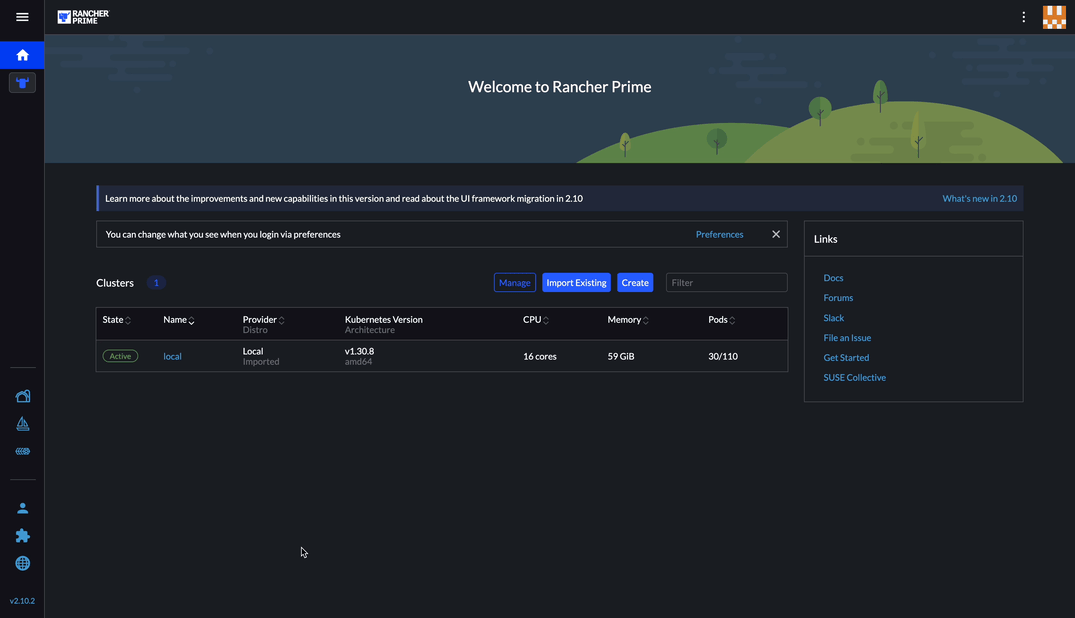 RANCHER
PRIME
Welcome to Rancher Prime
Learn more about the improvements and new capabilities in this version and read about the UI framework migration in 2.10
What's new in 2.10
You can change what you see when you login via preferences
Preferences
Links
Docs
Forums
Slack
File an Issue
Get Started
SUSE Collective
Clusters 1
Manage Import Existing Create Filter
State Name Provider Kubernetes Version CPU Memory Pods
Distro Architecture
Active local Local v1.30.8 16 cores 59 GiB 30/110
Imported amd64
v2.10.2